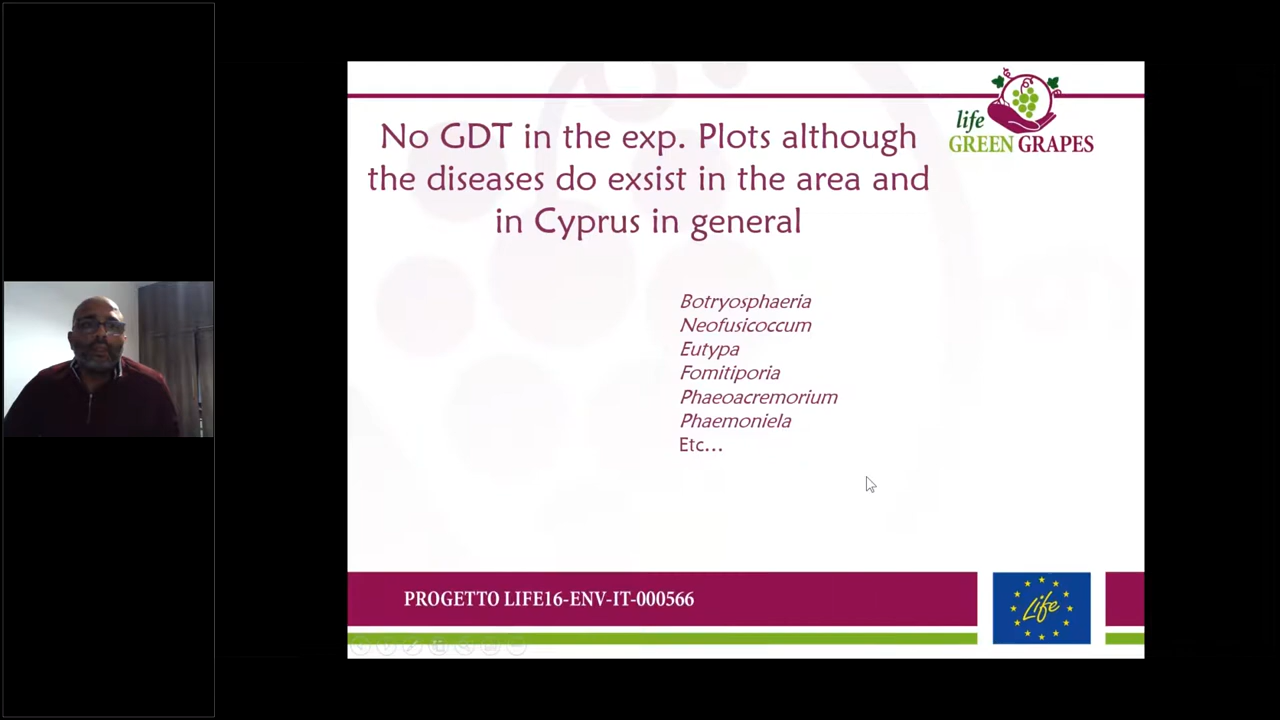 life
GREEN GRAPES
No GDT in the exp. Plots although
the diseases do exsist in the area and
in Cyprus in general
Botryosphaeria
Neofusicoccum
Eutypa
Fomitiporia
Phaeoacremorium
Phaemoniela
Etc...
PROGETTO LIFE16-ENV-IT-000566
Life